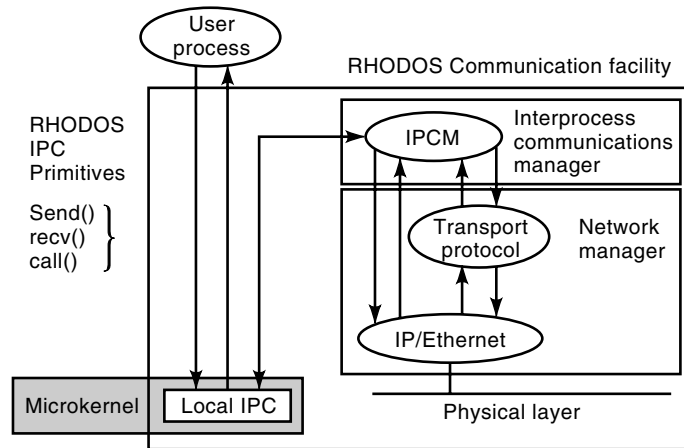 User
process
RHODOS Communication facility
RHODOS
IPC
Primitives
Send()
recv()
call()
IPCM
Interprocess
communications
manager
Transport
protocol
Network
manager
IP/Ethernet
Microkernel
Local IPC
Physical layer